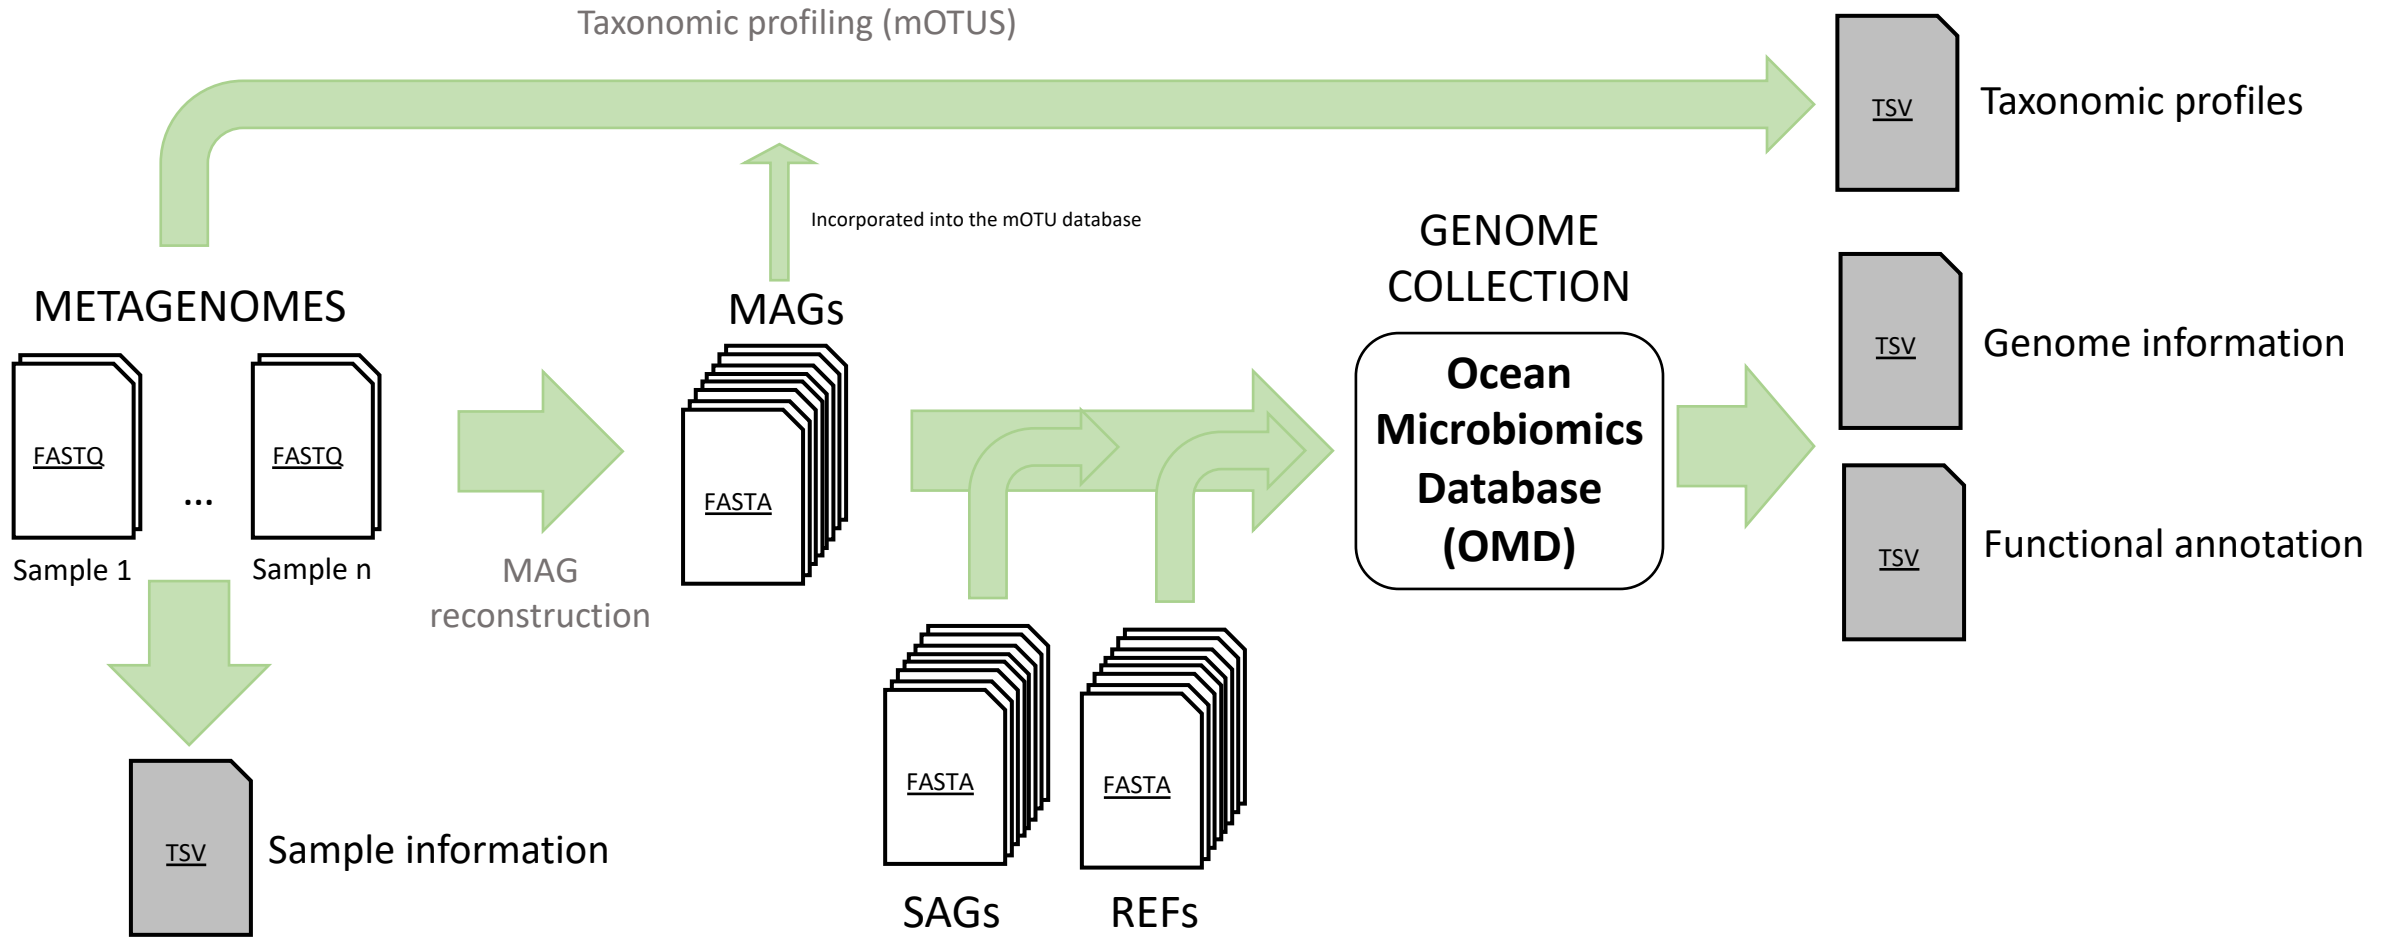 Taxonomic profiling (mOTUS)
TSV
Taxonomic profiles
Incorporated into the mOTU database
METAGENOMES
FASTQ
...
FASTQ
Sample 1
Sample n
MAG
reconstruction
MAGs
FASTA
GENOME
COLLECTION
Ocean
Microbiomics
Database
(OMD)
TSV
Genome information
TSV
Functional annotation
TSV
Sample information
FASTA
SAGs
FASTA
REFs